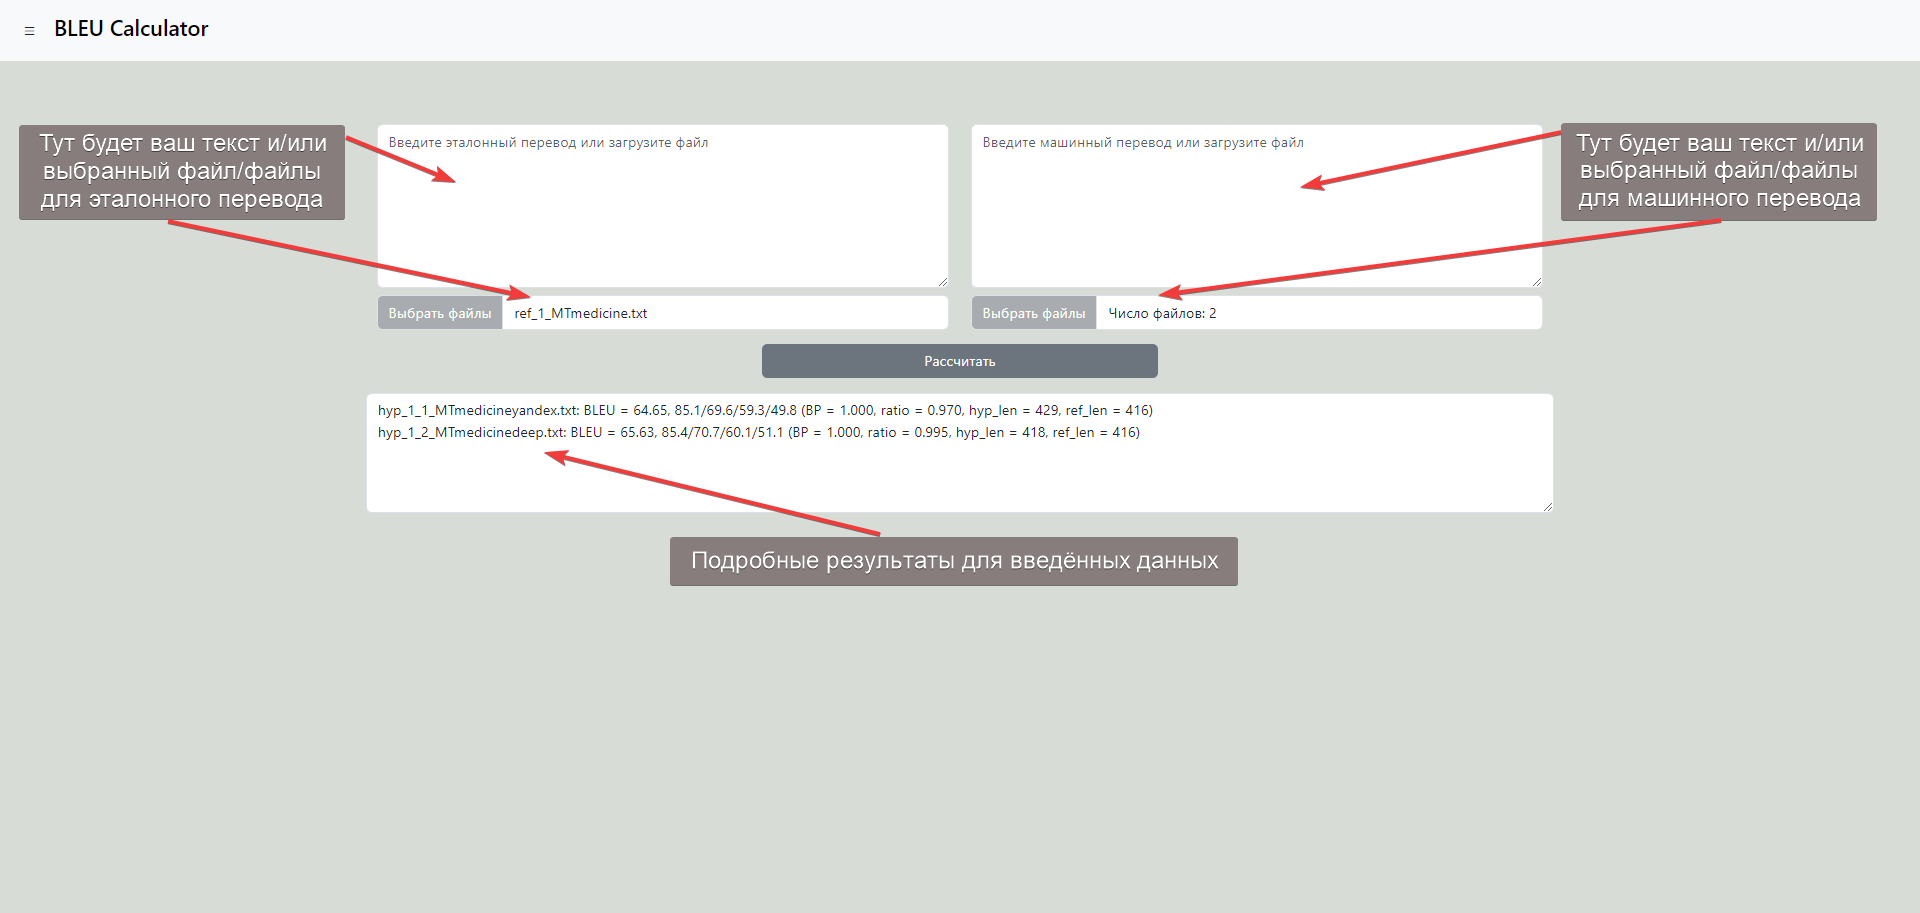 BLEU Calculator
Тут будет ваш текст и/или
выбранный файл/файлы
для эталонного перевода
Введите эталонный перевод или загрузите файл
Введите машинный перевод или загрузите файл
Тут будет ваш текст и/или
выбранный файл/файлы
для машинного перевода
Выбрать файлы ref_1_MTmedicine.txt
Выбрать файлы Число файлов: 2
Рассчитать
hyp_1_1_MTmedicineyandex.txt: BLEU = 64.65, 85.1/69.6/59.3/49.8 (BP = 1.000, ratio = 0.970, hyp_len = 429, ref_len = 416)
hyp_1_2_MTmedicinedeep.txt: BLEU = 65.63, 85.4/70.7/60.1/51.1 (BP = 1.000, ratio = 0.995, hyp_len = 418, ref_len = 416)
Подробные результаты для введённых данных